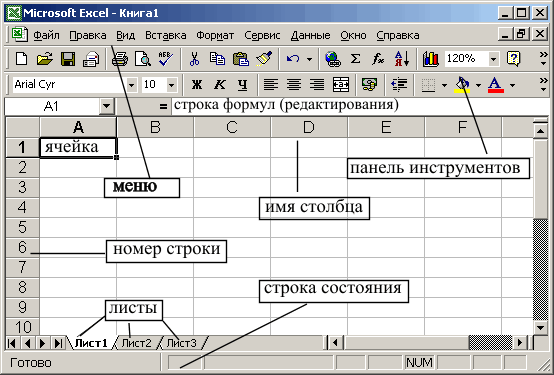 Microsoft Excel - Книга1
Файл Правка Вид Вставка Формат Сервис Данные Окно Справка
120%
Arial Cyr 10 Ж К Ч
A1 = строка формул (редактирования)
A B C D E F
1 ячейка
2 панель инструментов
3 меню
4 имя столбца
5
6 номер строки
7
8 строка состояния
9 листы
10
Лист1 Лист2 Лист3
Готово NUM